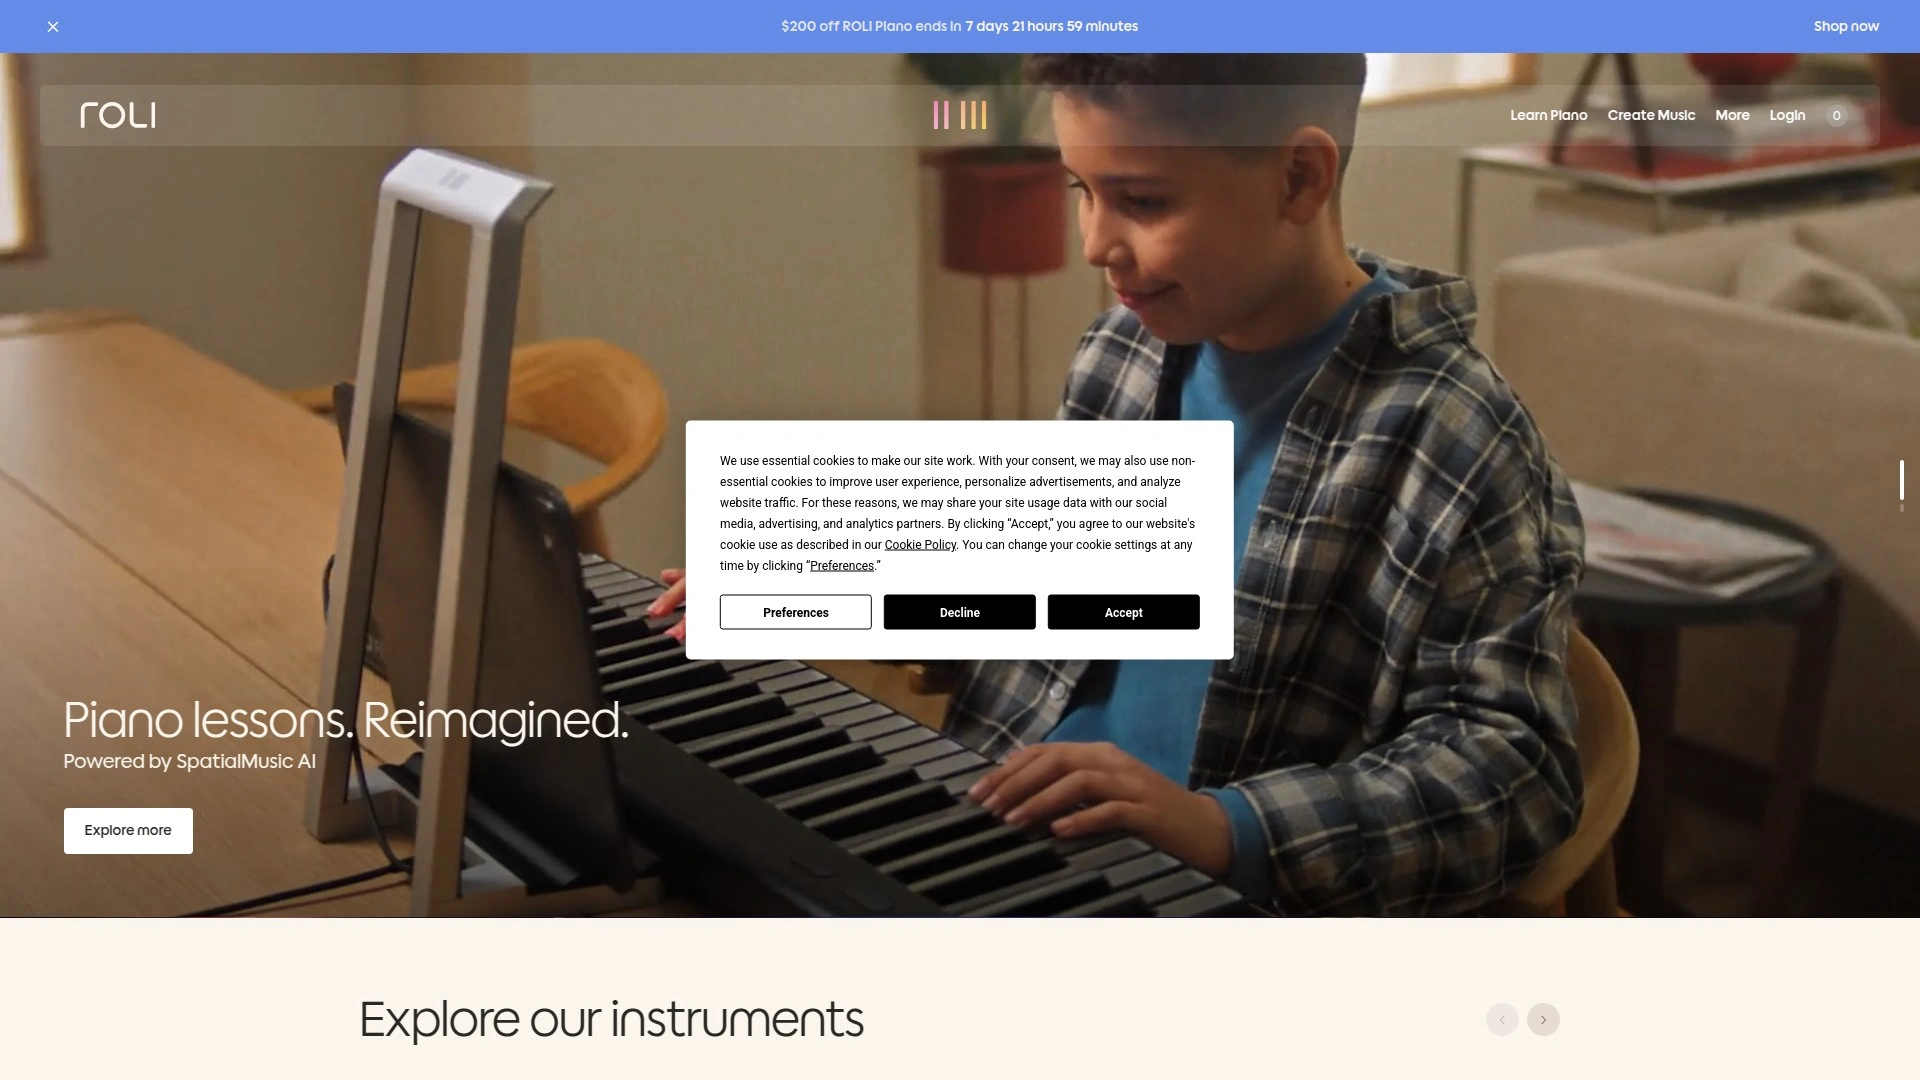 $200 off ROLI Piano ends in 7 days 21 hours 59 minutes
Shop now
ROLI
Learn Piano
Create Music
More
Login
0
We use essential cookies to make our site work. With your consent, we may also use non-
essential cookies to improve user experience, personalize advertisements, and analyze
website traffic. For these reasons, we may share your site usage data with our social
media, advertising, and analytics partners. By clicking “Accept,” you agree to our website's
cookie use as described in our Cookie Policy. You can change your cookie settings at any
time by clicking “Preferences.”
Preferences
Decline
Accept
Piano lessons. Reimagined.
Powered by SpatialMusic AI
Explore more
Explore our instruments